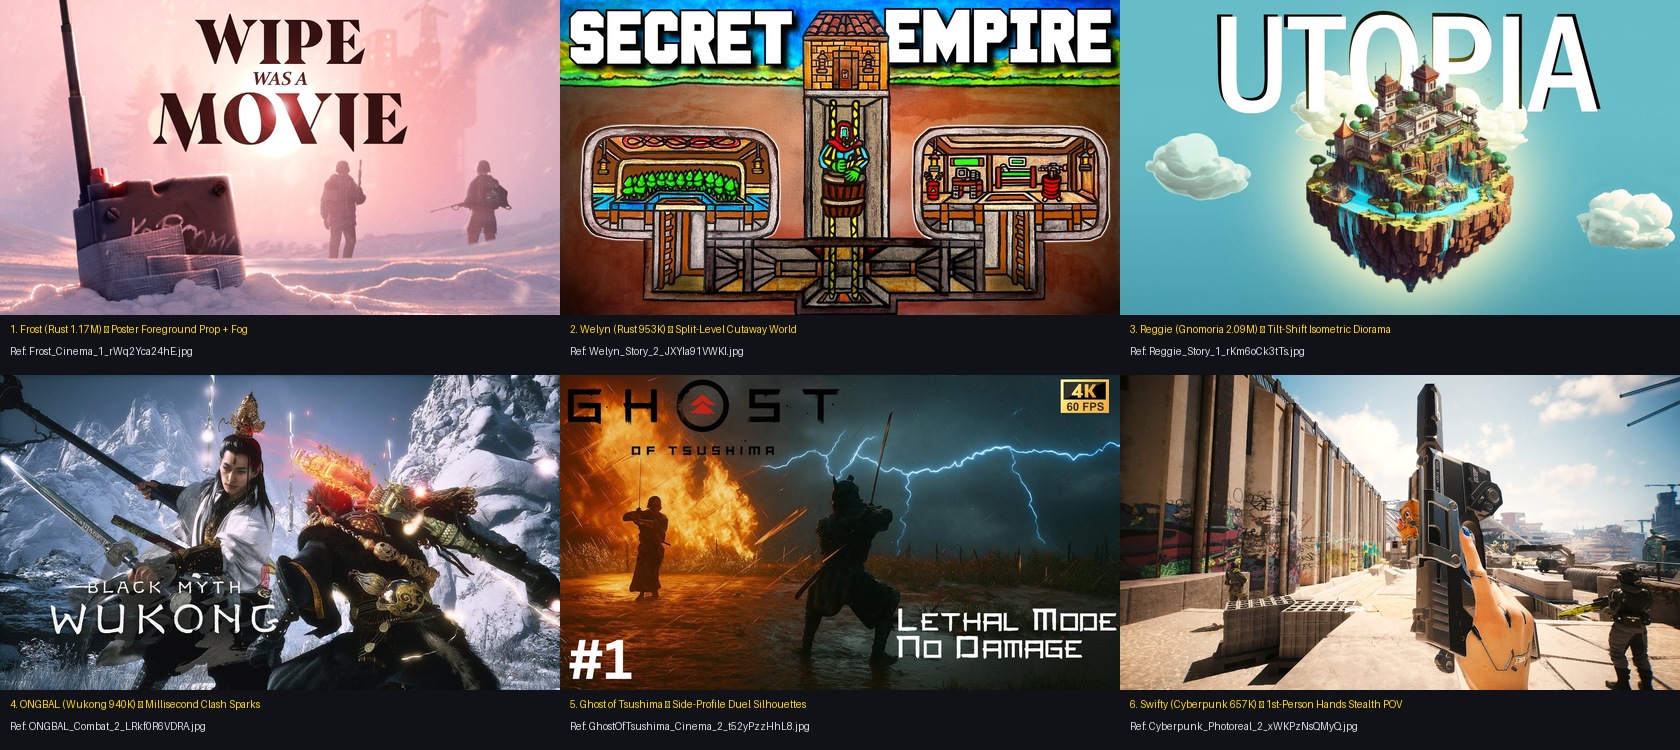 WIPE
WAS A
MOVIE
SECRET EMPIRE
UTOPIA
1. Frost (Rust 1.17M) ☒ Poster Foreground Prop + Fog
Ref: Frost_Cinema_1_rWq2Yca24hE.jpg
2. Welyn (Rust 953K) ☒ Split-Level Cutaway World
Ref: Welyn_Story_2_JXYla91VWKI.jpg
3. Reggie (Gnomoria 2.09M) ☒ Tilt-Shift Isometric Diorama
Ref: Reggie_Story_1_rKm6oCk3tTs.jpg
BLACK MYTH
WUKONG
GHOST
OF TSUSHIMA
4K
60 FPS
#1
LETHAL MODE
NO DAMAGE
4. ONGBAL (Wukong 940K) ☒ Millisecond Clash Sparks
Ref: ONGBAL_Combat_2_LRkf0R6VDRA.jpg
5. Ghost of Tsushima ☒ Side-Profile Duel Silhouettes
Ref: GhostOfTsushima_Cinema_2_t52yPzzHhL8.jpg
6. Swifty (Cyberpunk 657K) ☒ 1st-Person Hands Stealth POV
Ref: Cyberpunk_Photoreal_2_xWKPzNsQMyQ.jpg